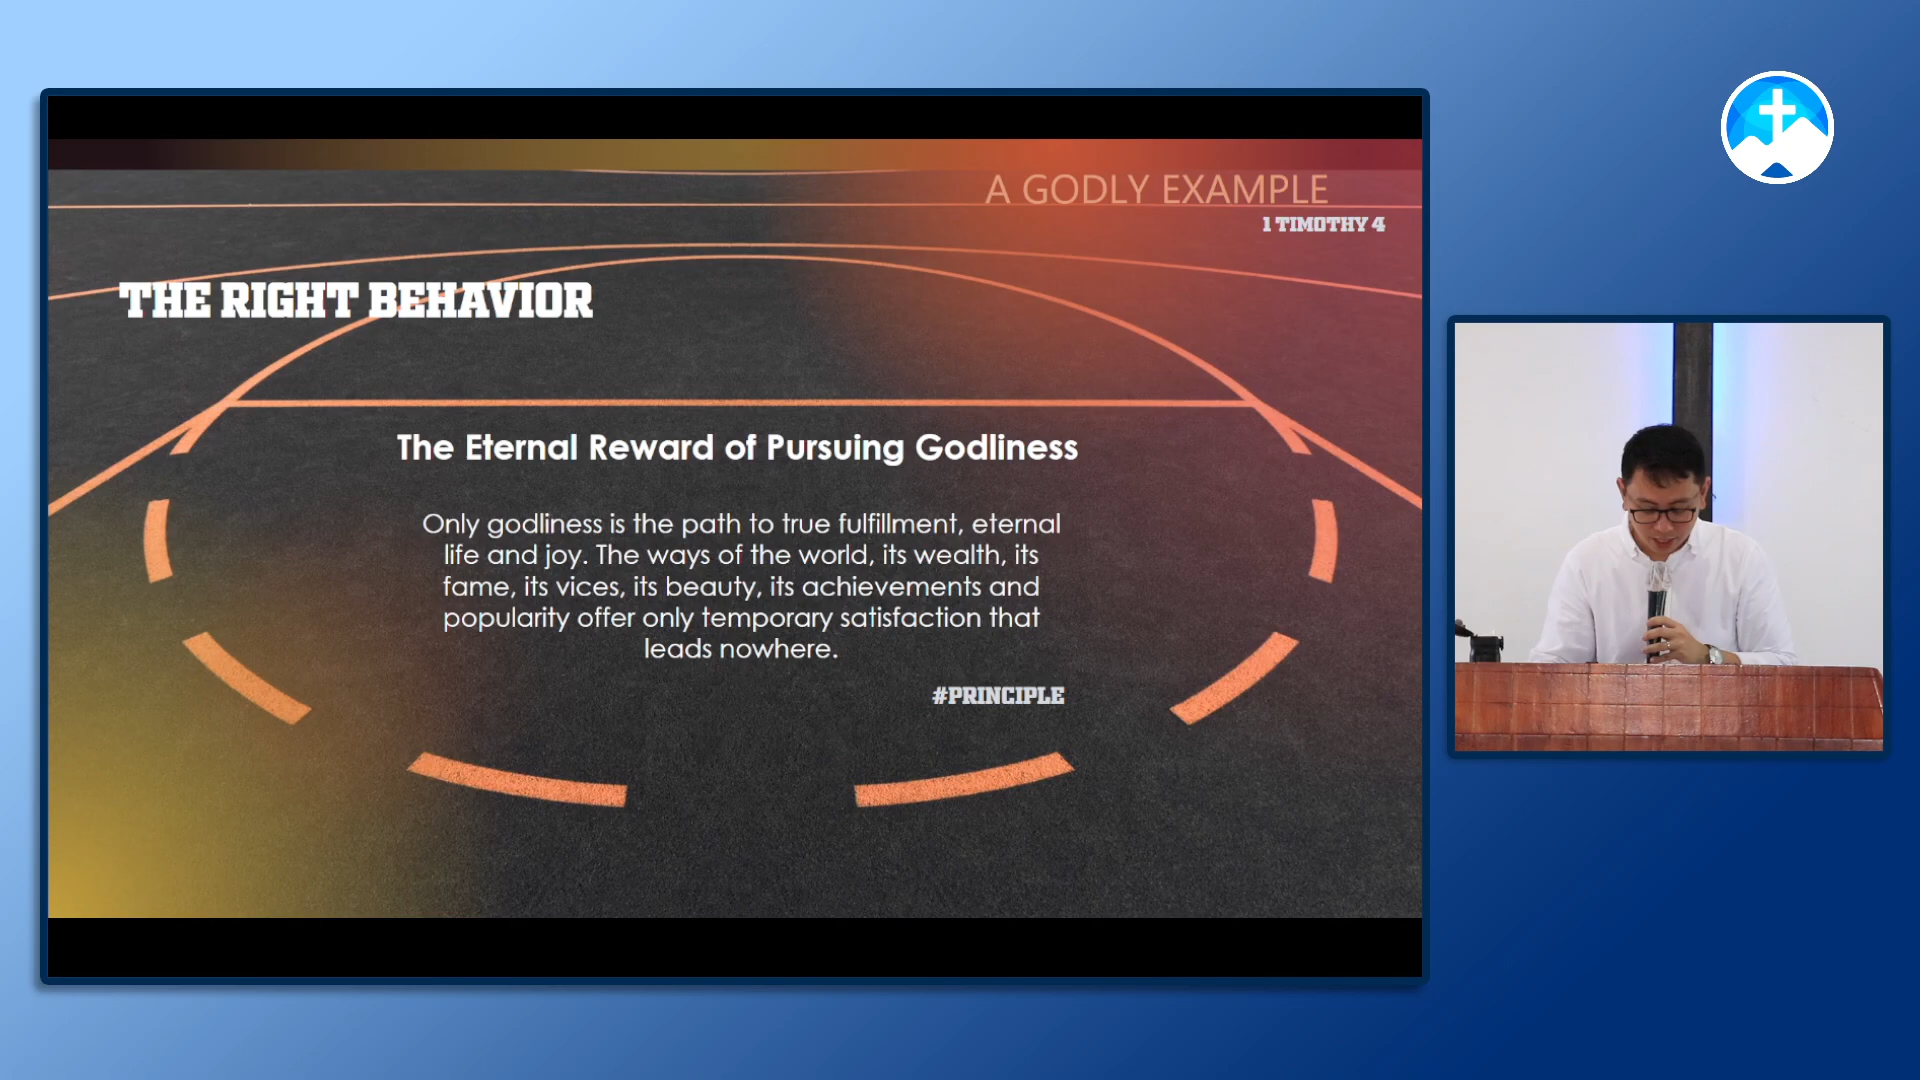 A GODLY EXAMPLE
1 TIMOTHY 4
THE RIGHT BEHAVIOR
The Eternal Reward of Pursuing Godliness
Only godliness is the path to true fulfillment, eternal
life and joy. The ways of the world, its wealth, its
fame, its vices, its beauty, its achievements and
popularity offer only temporary satisfaction that
leads nowhere.
#PRINCIPLE